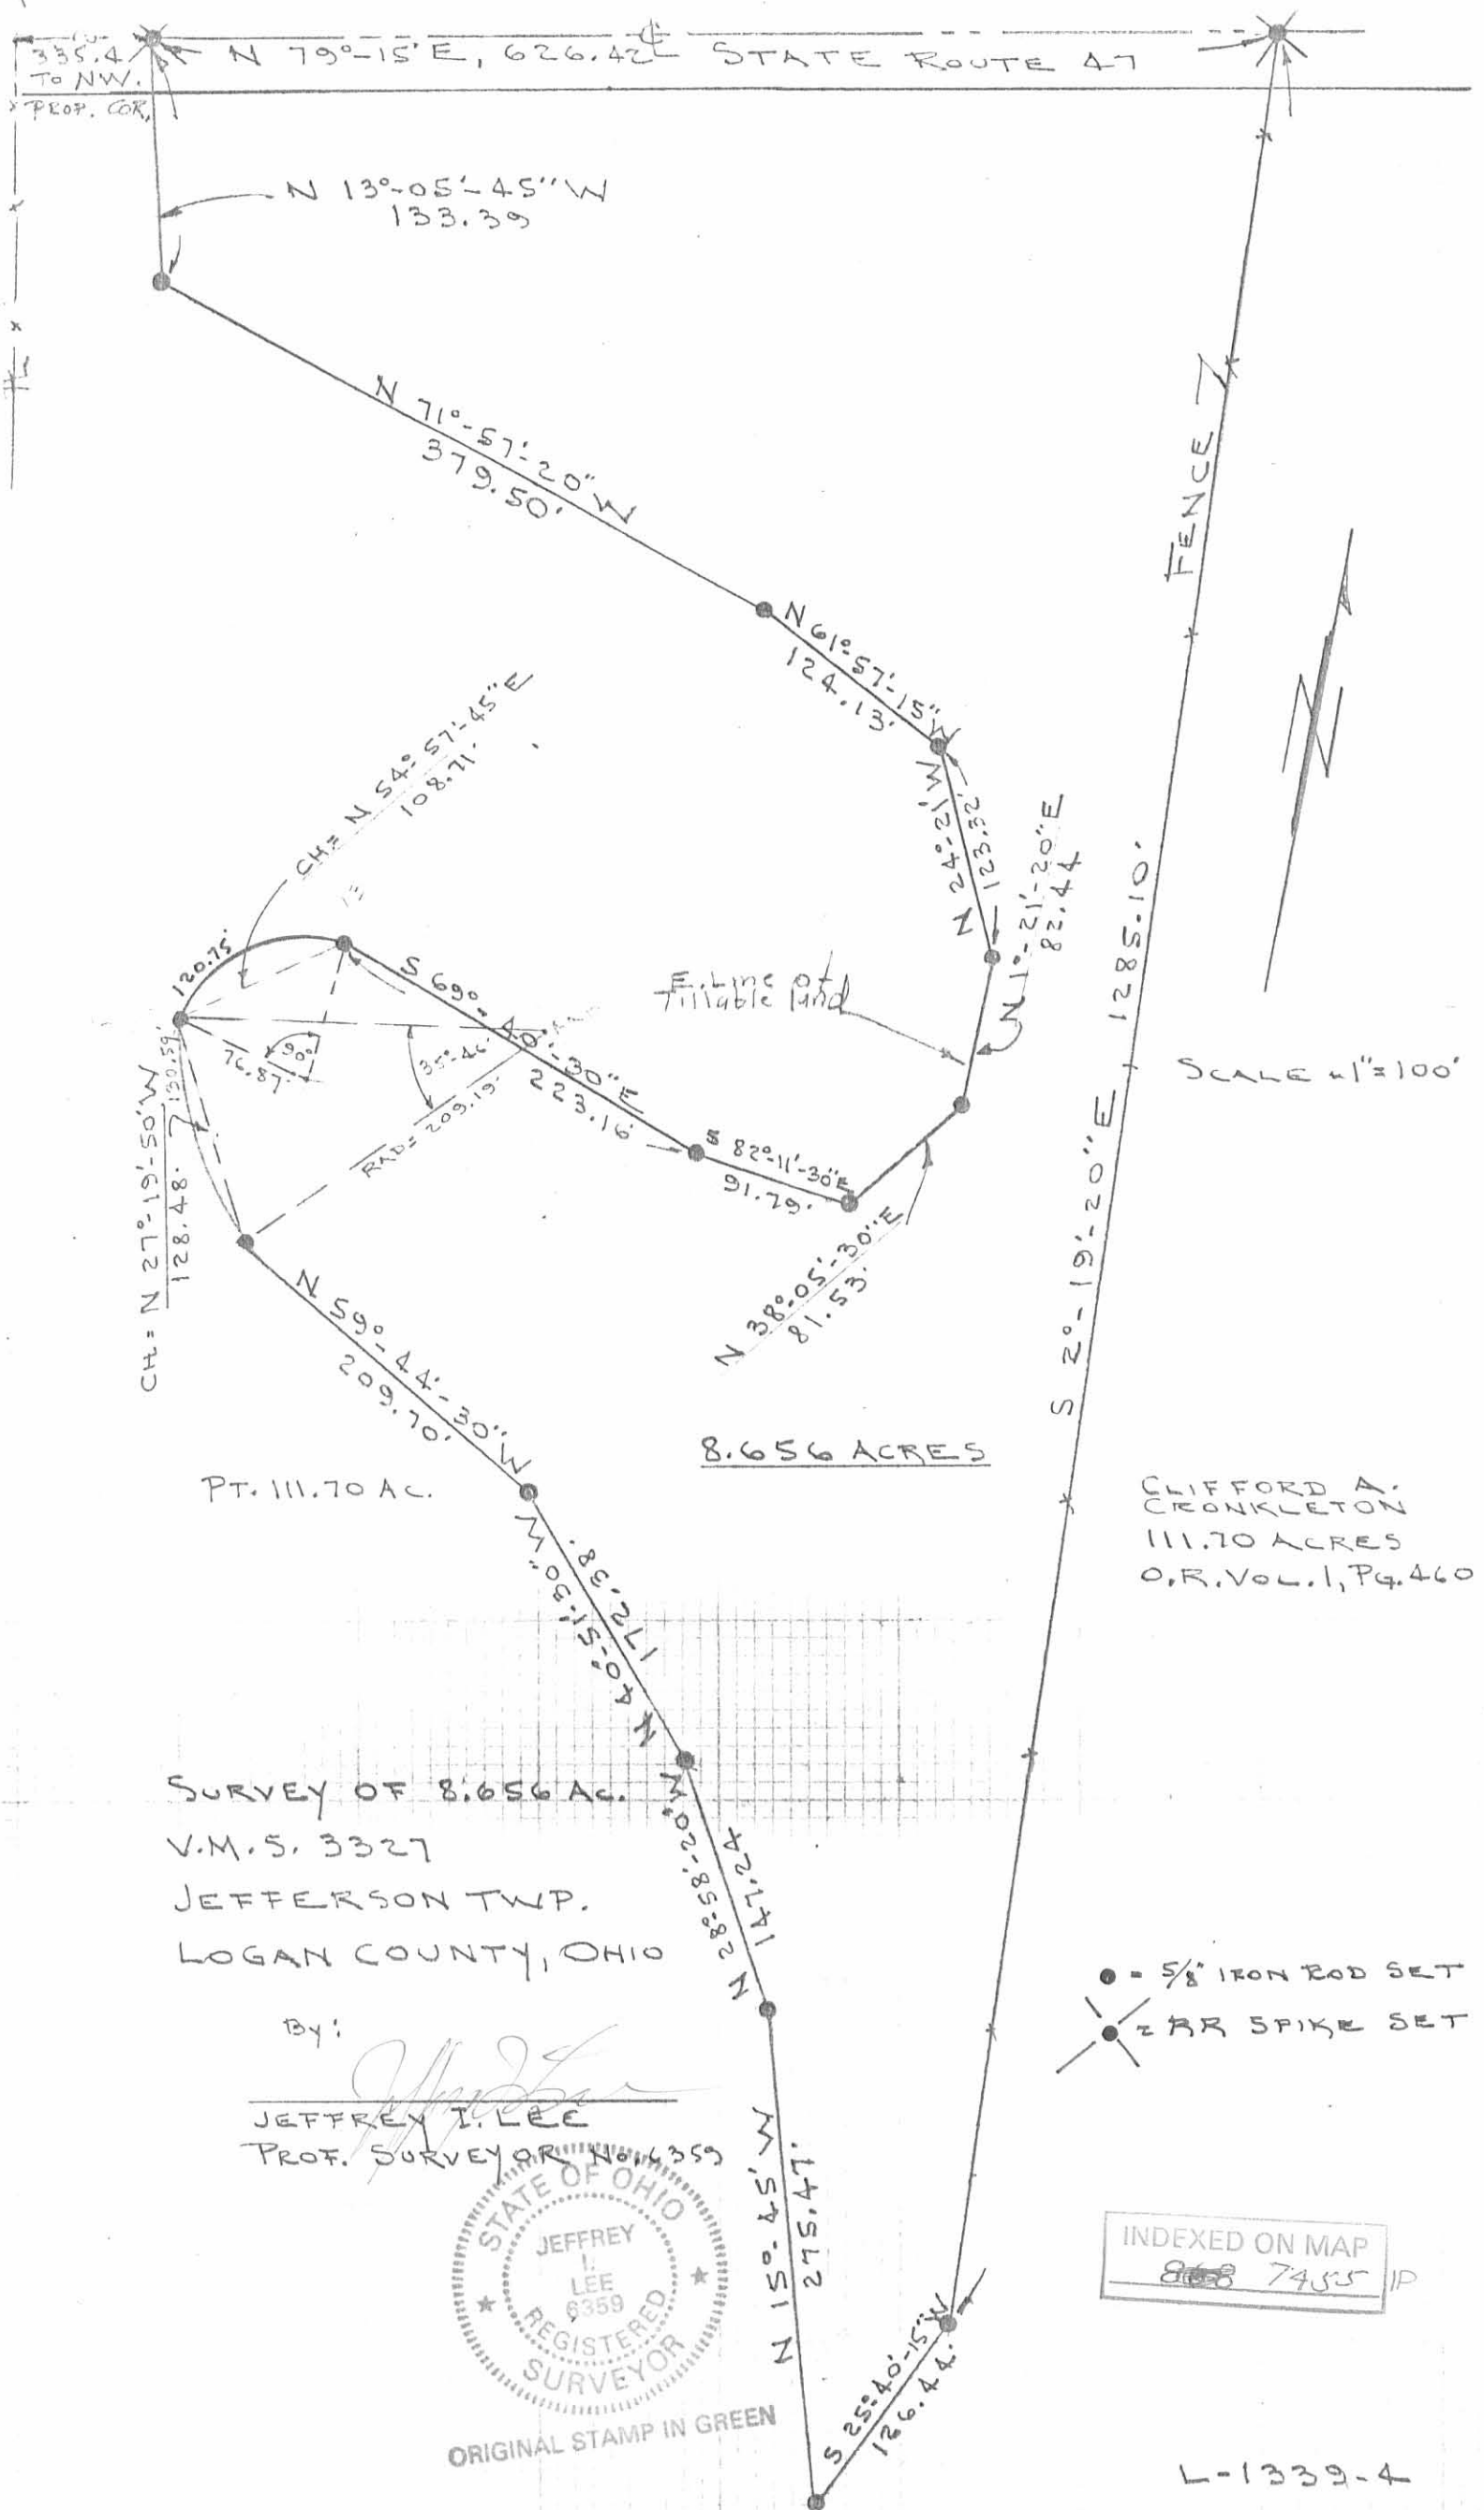 335.4
TO NW.
PROP. COR.
N 79°-15' E, 626.42 ℄ STATE ROUTE 47
N 13°-05'-45" W
133.39
N 71°-57'-20" W
379.50'
FENCE
N 61°-57'-15" W
124.13'
N 24°-21' W
123.32'
N 1°-21'-20" E
82.44
CH = N 54°-57'-45" E
108.71'
120.75'
S 69°-40'-30" E
223.16'
E. Line of
Tillable land
76.87'
90°
35°-46'
RAD = 209.19'
130.59'
CH = N 27°-19'-50" W
128.48'
S 82°-11'-30" E
91.79'
N 38°-05'-30" E
81.53'
S 2°-19'-20" E 1285.10'
N
SCALE = 1" = 100'
N 59°-44'-30" W
209.70'
8.656 ACRES
PT. 111.70 AC.
CLIFFORD A.
CRONKLETON
111.70 ACRES
O.R. VOL. 1, PG. 460
N 40°-51'-30" W
172.38'
SURVEY OF 8.656 AC.
V.M.S. 3327
JEFFERSON TWP.
LOGAN COUNTY, OHIO
N 28°-58'-20" W
147.24
By:
JEFFREY I. LEE
PROF. SURVEYOR No. 6359
● = 5/8" IRON ROD SET
= RR SPIKE SET
STATE OF OHIO
JEFFREY
I.
LEE
6359
REGISTERED
SURVEYOR
ORIGINAL STAMP IN GREEN
N 15°-45' W
275.47'
S 25°-40'-15" W
126.44'
INDEXED ON MAP
7455 IP
L-1339-4